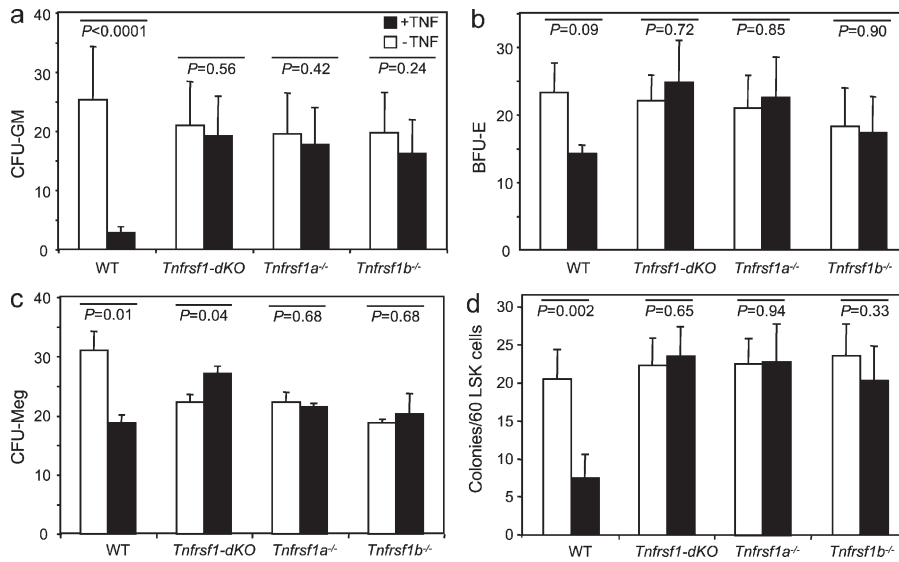 a
P<0.0001
P=0.56
P=0.42
P=0.24
+TNF
-TNF
40
30
20
10
0
CFU-GM
WT
Tnfrsf1-dKO
Tnfrsf1a-/-
Tnfrsf1b-/-
b
P=0.09
P=0.72
P=0.85
P=0.90
30
20
10
0
BFU-E
WT
Tnfrsf1-dKO
Tnfrsf1a-/-
Tnfrsf1b-/-
c
P=0.01
P=0.04
P=0.68
P=0.68
40
30
20
10
0
CFU-Meg
WT
Tnfrsf1-dKO
Tnfrsf1a-/-
Tnfrsf1b-/-
d
P=0.002
P=0.65
P=0.94
P=0.33
30
25
20
15
10
5
0
Colonies/60 LSK cells
WT
Tnfrsf1-dKO
Tnfrsf1a-/-
Tnfrsf1b-/-